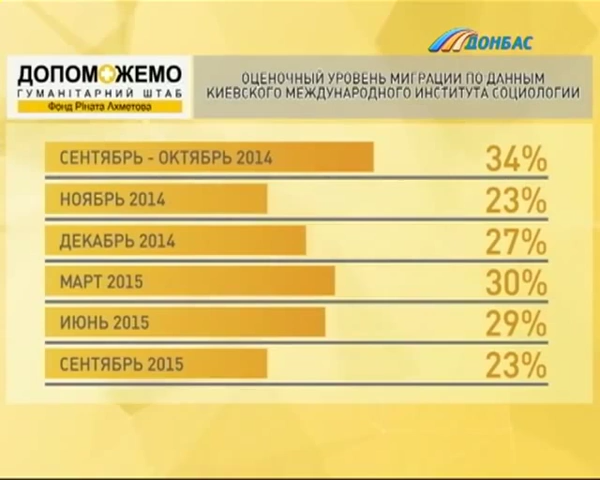 ДОНБАС
ДОПОМОЖЕМО
ГУМАНІТАРНИЙ ШТАБ
Фонд Ріната Ахметова
ОЦЕНОЧНЫЙ УРОВЕНЬ МИГРАЦИИ ПО ДАННЫМ
КИЕВСКОГО МЕЖДУНАРОДНОГО ИНСТИТУТА СОЦИОЛОГИИ
СЕНТЯБРЬ - ОКТЯБРЬ 2014 34%
НОЯБРЬ 2014 23%
ДЕКАБРЬ 2014 27%
МАРТ 2015 30%
ИЮНЬ 2015 29%
СЕНТЯБРЬ 2015 23%